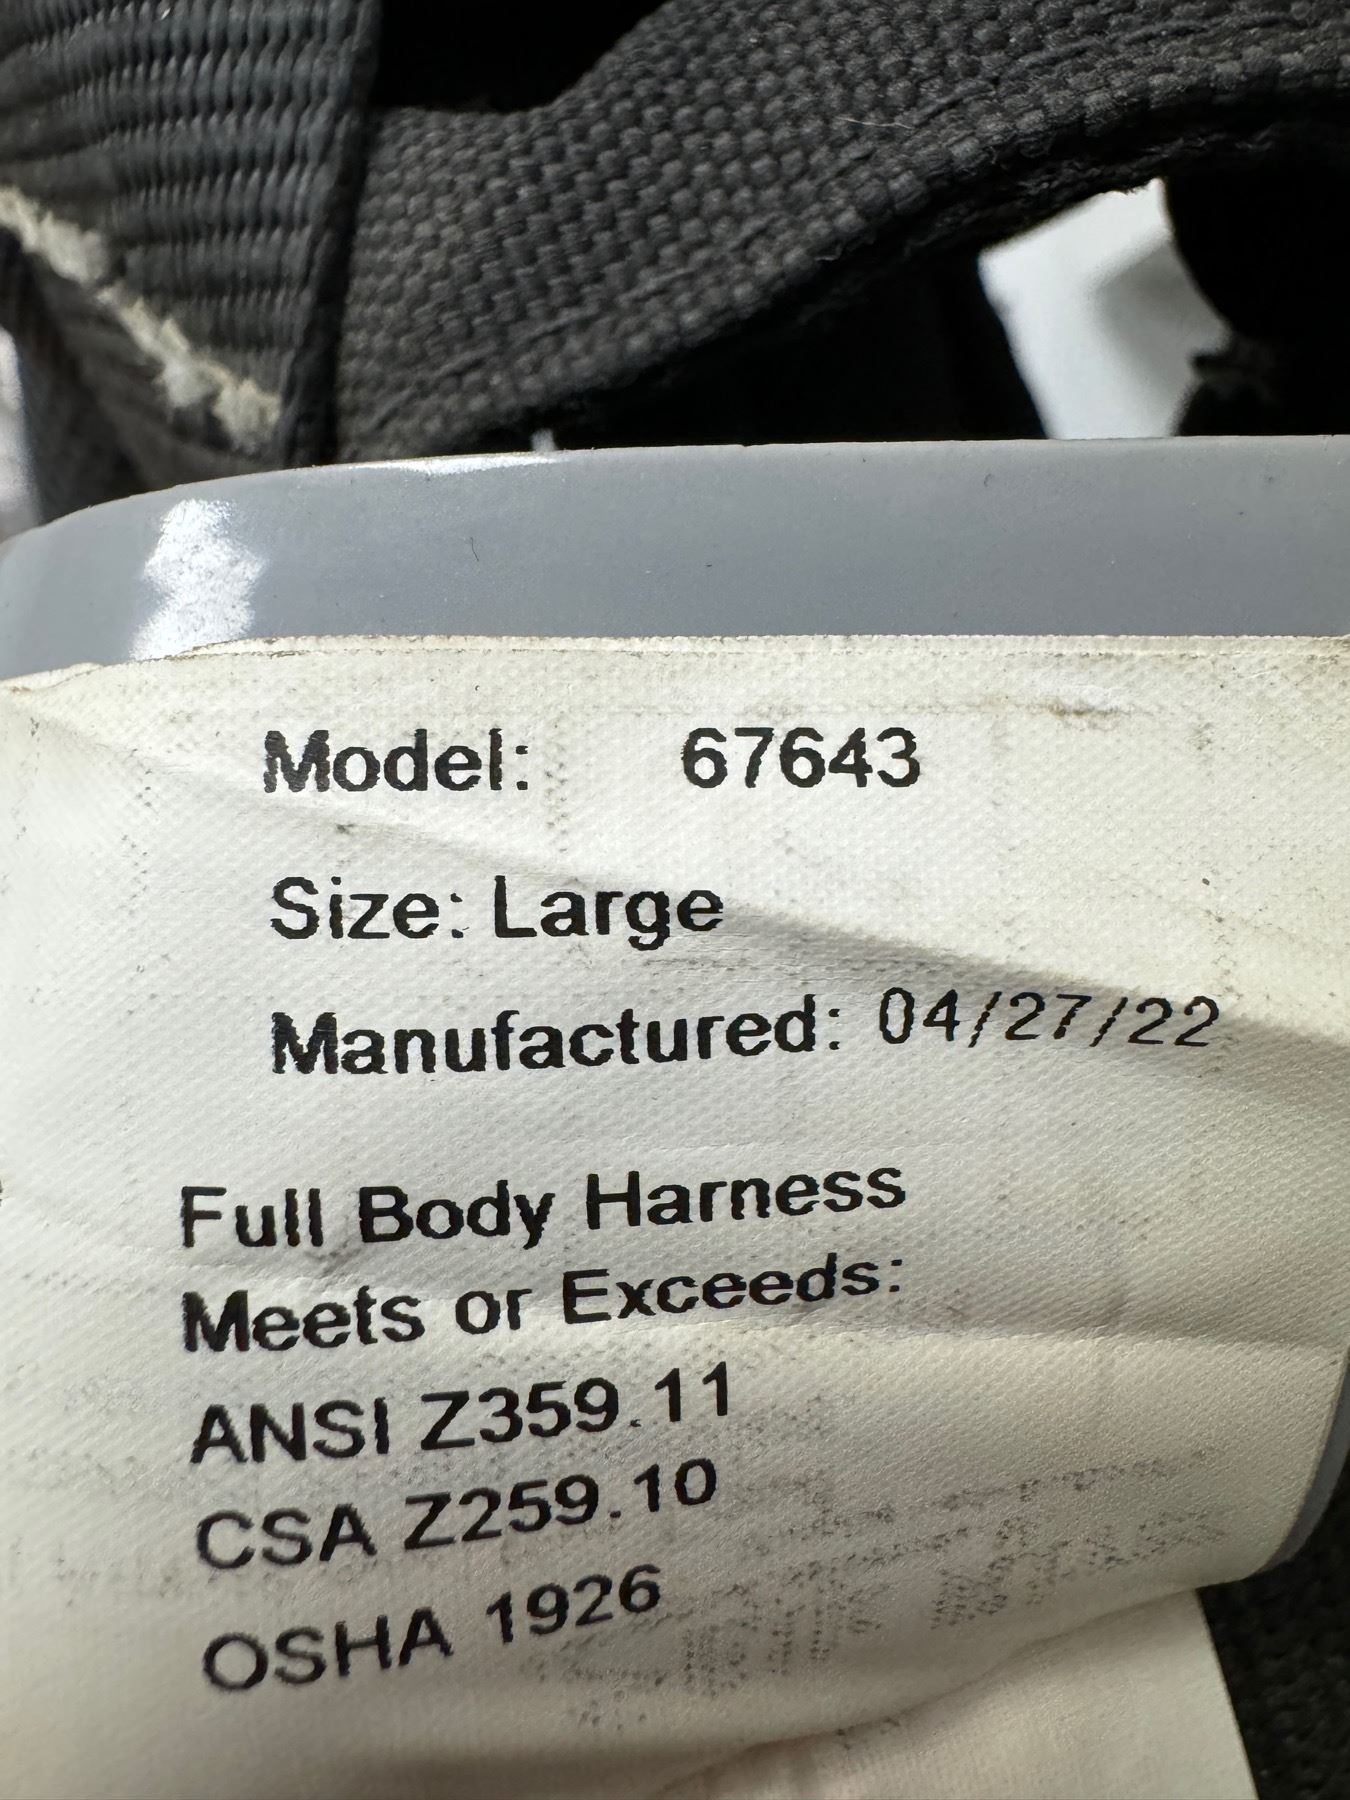 Model: 67643
Size: Large
Manufactured: 04/27/22
Full Body Harness
Meets or Exceeds:
ANSI Z359.11
CSA Z259.10
OSHA 1926